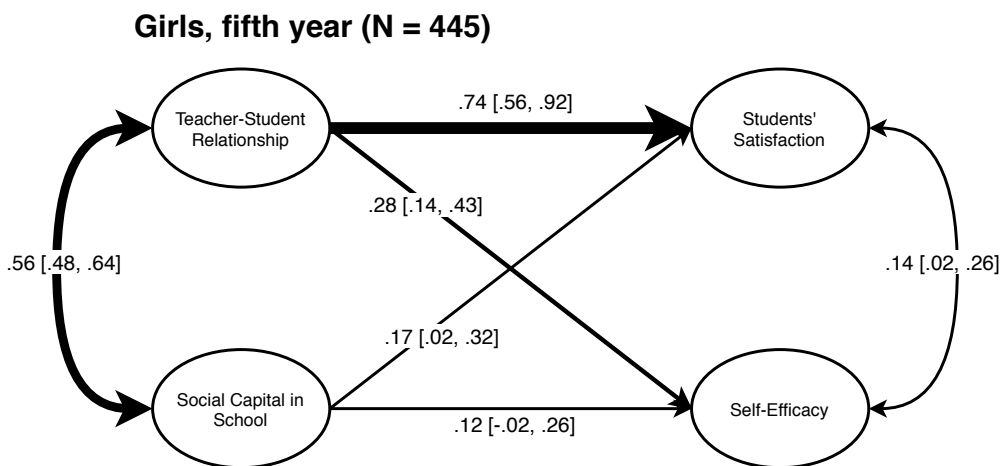 Girls, fifth year (N = 445)
.74 [.56, .92]
Teacher-Student
Relationship
Students'
Satisfaction
.28 [.14, .43]
.56 [.48, .64]
.14 [.02, .26]
.17 [.02, .32]
Social Capital in
School
Self-Efficacy
.12 [-.02, .26]